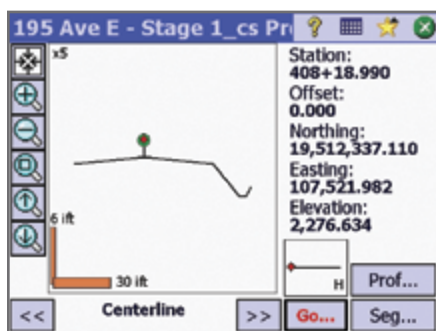 195 Ave E - Stage 1_cs Pr
x5
Station:
408+18.990
Offset:
0.000
Northing:
19,512,337.110
Easting:
107,521.982
Elevation:
2,276.634
6 ift
30 ift
H
Prof...
<< Centerline >>
Go...
Seg...